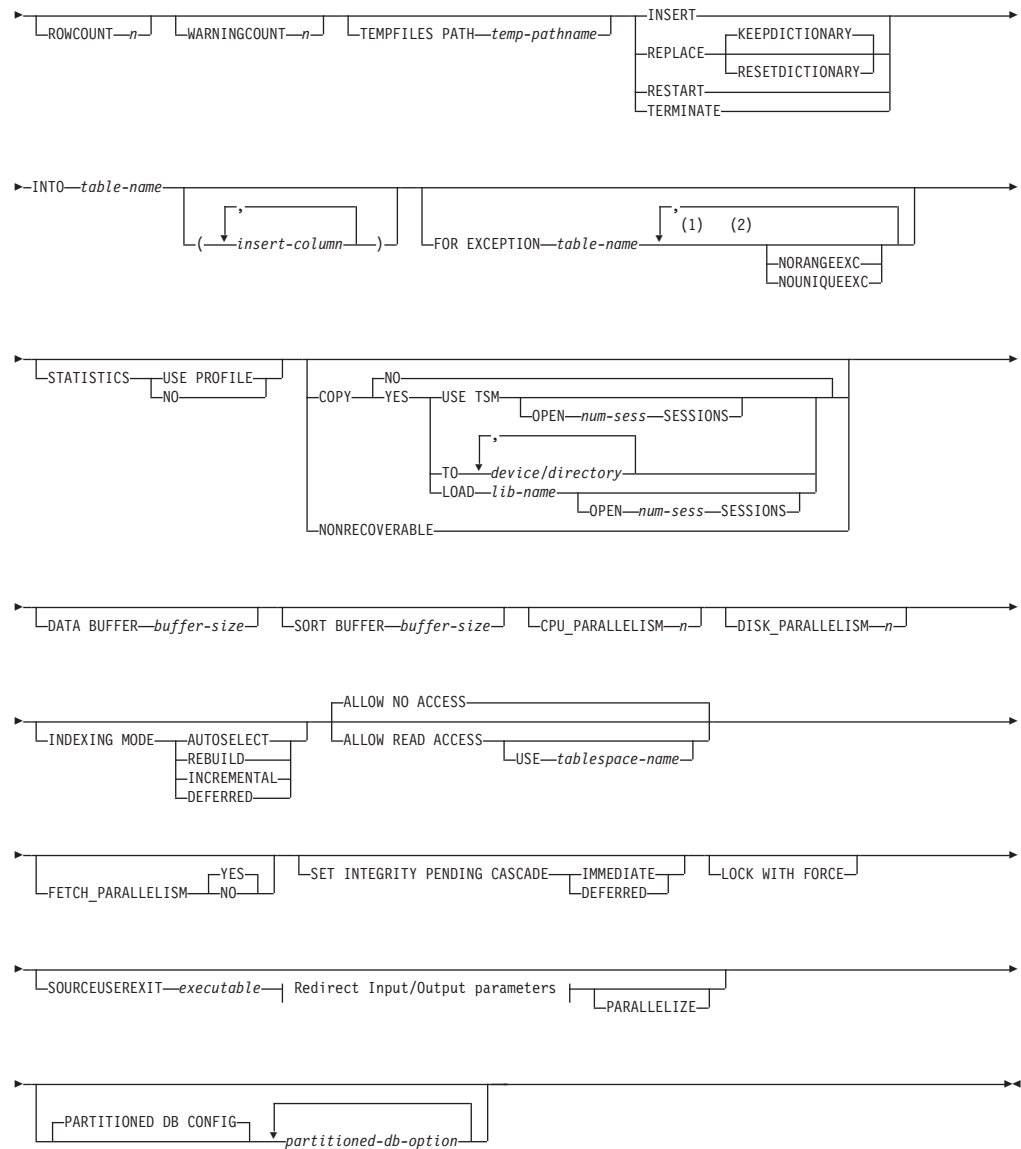 ROWCOUNT n WARNINGCOUNT n TEMPFILES PATH temp-pathname INSERT
REPLACE KEEPDICTIONARY
RESETDICTIONARY
RESTART
TERMINATE
INTO table-name
( , insert-column )
FOR EXCEPTION table-name , (1) (2)
NORANGEEXC
NOUNIQUEEXC
STATISTICS USE PROFILE
NO
COPY NO
YES USE TSM
OPEN num-sess SESSIONS
,
TO device/directory
LOAD lib-name
OPEN num-sess SESSIONS
NONRECOVERABLE
DATA BUFFER buffer-size SORT BUFFER buffer-size CPU_PARALLELISM n DISK_PARALLELISM n
INDEXING MODE AUTOSELECT
REBUILD
INCREMENTAL
DEFERRED
ALLOW NO ACCESS
ALLOW READ ACCESS
USE tablespace-name
FETCH_PARALLELISM YES
NO
SET INTEGRITY PENDING CASCADE IMMEDIATE
DEFERRED
LOCK WITH FORCE
SOURCEUSEREXIT executable Redirect Input/Output parameters
PARALLELIZE
PARTITIONED DB CONFIG
partitioned-db-option